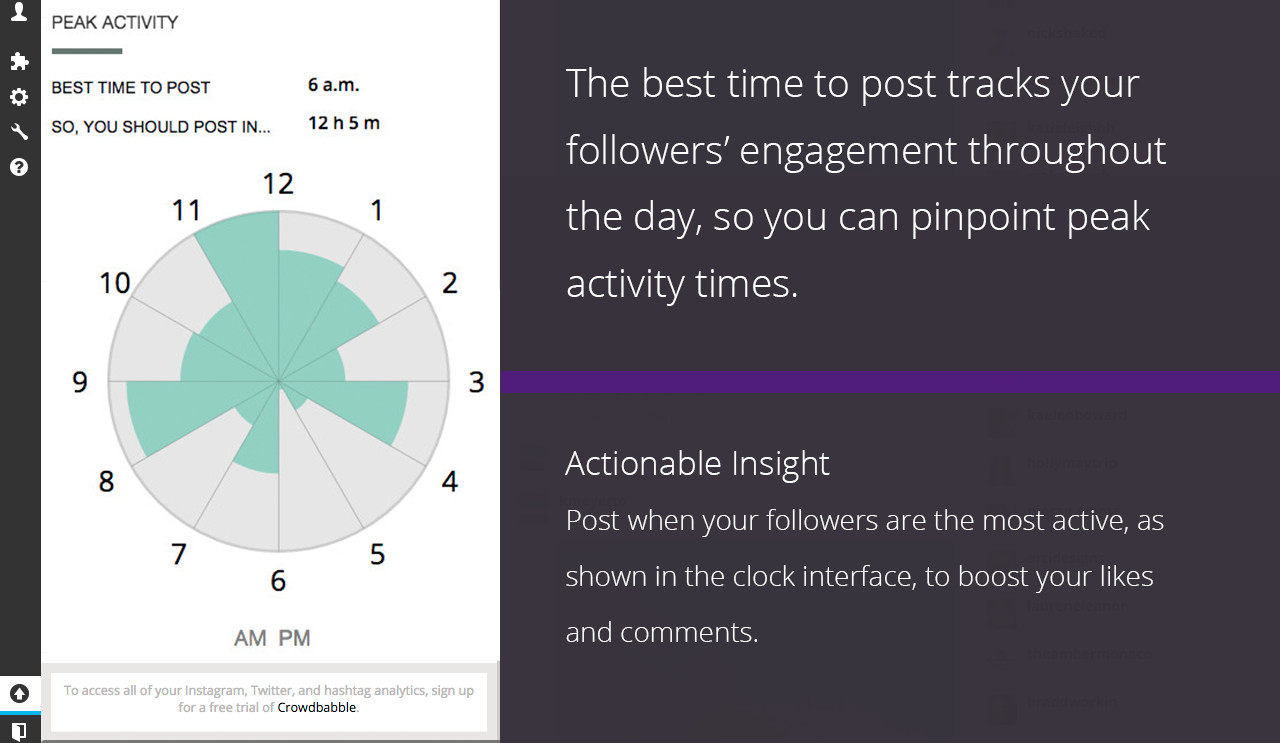 PEAK ACTIVITY
BEST TIME TO POST 6 a.m.
SO, YOU SHOULD POST IN... 12 h 5 m
12
11 1
10 2
9 3
8 4
7 5
6
AM PM
To access all of your Instagram, Twitter, and hashtag analytics, sign up
for a free trial of Crowdbabble.
The best time to post tracks your
followers’ engagement throughout
the day, so you can pinpoint peak
activity times.
Actionable Insight
Post when your followers are the most active, as
shown in the clock interface, to boost your likes
and comments.